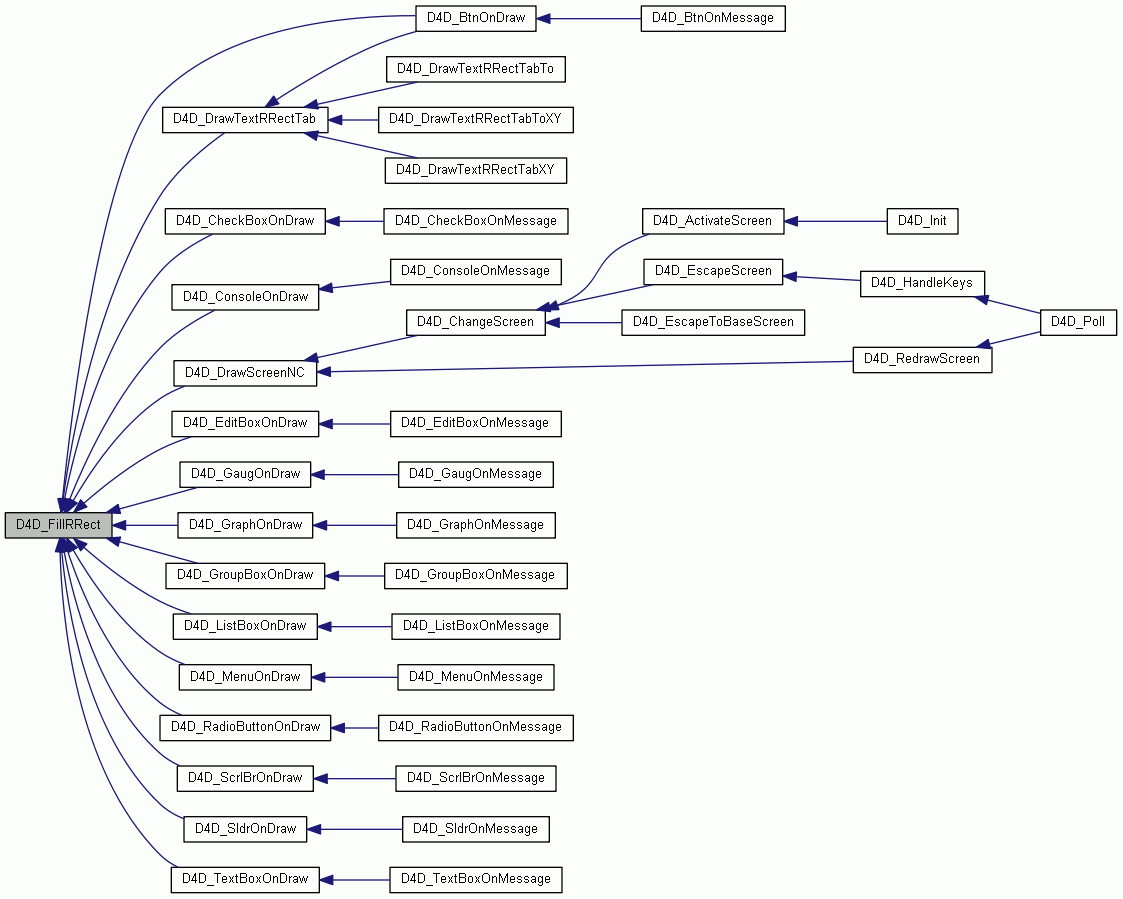 D4D_BtnOnDraw
D4D_BtnOnMessage
D4D_DrawTextRRectTabTo
D4D_DrawTextRRectTab
D4D_DrawTextRRectTabToXY
D4D_DrawTextRRectTabXY
D4D_CheckBoxOnDraw
D4D_CheckBoxOnMessage
D4D_ActivateScreen
D4D_Init
D4D_ConsoleOnMessage
D4D_EscapeScreen
D4D_HandleKeys
D4D_ConsoleOnDraw
D4D_ChangeScreen
D4D_EscapeToBaseScreen
D4D_Poll
D4D_DrawScreenNC
D4D_RedrawScreen
D4D_EditBoxOnDraw
D4D_EditBoxOnMessage
D4D_GaugOnDraw
D4D_GaugOnMessage
D4D_FillRRect
D4D_GraphOnDraw
D4D_GraphOnMessage
D4D_GroupBoxOnDraw
D4D_GroupBoxOnMessage
D4D_ListBoxOnDraw
D4D_ListBoxOnMessage
D4D_MenuOnDraw
D4D_MenuOnMessage
D4D_RadioButtonOnDraw
D4D_RadioButtonOnMessage
D4D_ScrlBrOnDraw
D4D_ScrlBrOnMessage
D4D_SldrOnDraw
D4D_SldrOnMessage
D4D_TextBoxOnDraw
D4D_TextBoxOnMessage